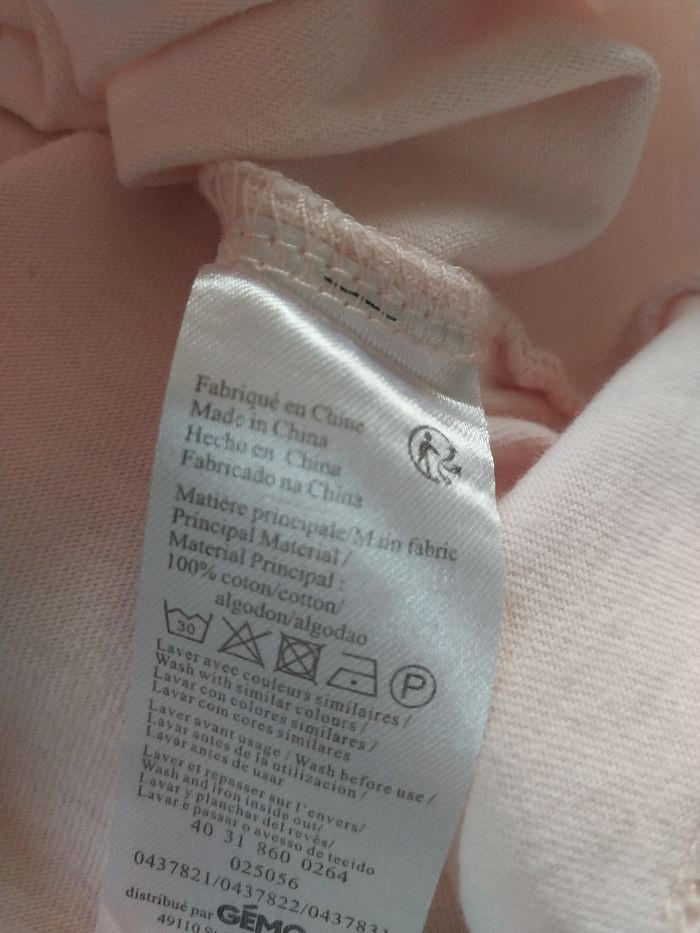 Fabriqué en Chine
Made in China
Hecho en China
Fabricado na China
Matière principale/Main fabric
Principal Material /
Material Principal :
100% coton/cotton/
algodon/algodao
30
P
Laver avec couleurs similaires /
Wash with similar colours /
Lavar con colores similares /
Lavar com cores similares
Laver avant usage / Wash before use /
Lavar antes de la utilizacion /
Lavar antes de usar
Laver et repasser sur l'envers/
Wash and iron inside out/
Lavar y planchar del revés/
Lavar e passar o avesso de tecido
40 31 860 0264
025056
0437821/0437822/043783
distribué par GÉMO
49110